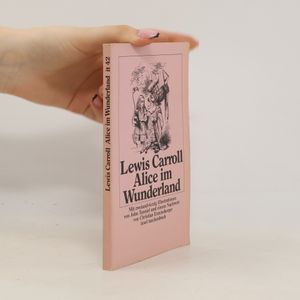 Lewis Carroll Alice im Wunderland it 42
Lewis Carroll
Alice im
Wunderland
Mit zweiundvierzig Illustrationen
von John Tenniel und einem Nachwort
von Christian Enzensberger
insel taschenbuch